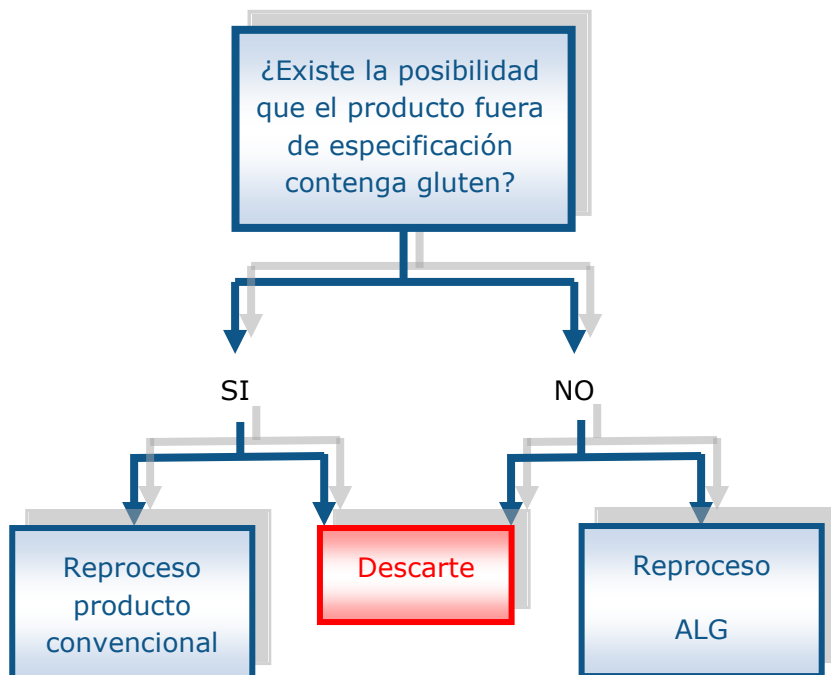 ¿Existe la posibilidad
que el producto fuera
de especificación
contenga gluten?
SI
NO
Reproceso
producto
convencional
Descarte
Reproceso
ALG